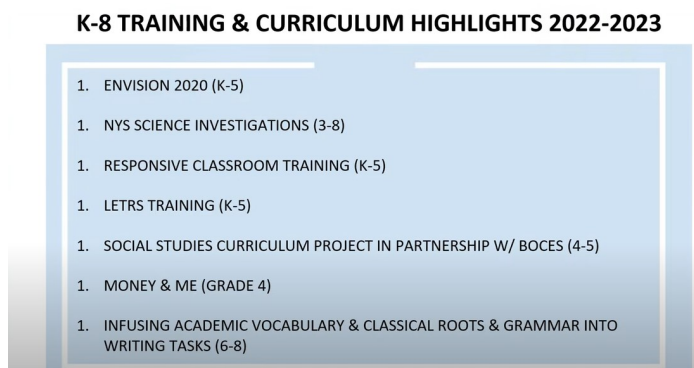 K-8 TRAINING & CURRICULUM HIGHLIGHTS 2022-2023
1. ENVISION 2020 (K-5)
1. NYS SCIENCE INVESTIGATIONS (3-8)
1. RESPONSIVE CLASSROOM TRAINING (K-5)
1. LETRS TRAINING (K-5)
1. SOCIAL STUDIES CURRICULUM PROJECT IN PARTNERSHIP W/ BOCES (4-5)
1. MONEY & ME (GRADE 4)
1. INFUSING ACADEMIC VOCABULARY & CLASSICAL ROOTS & GRAMMAR INTO
WRITING TASKS (6-8)